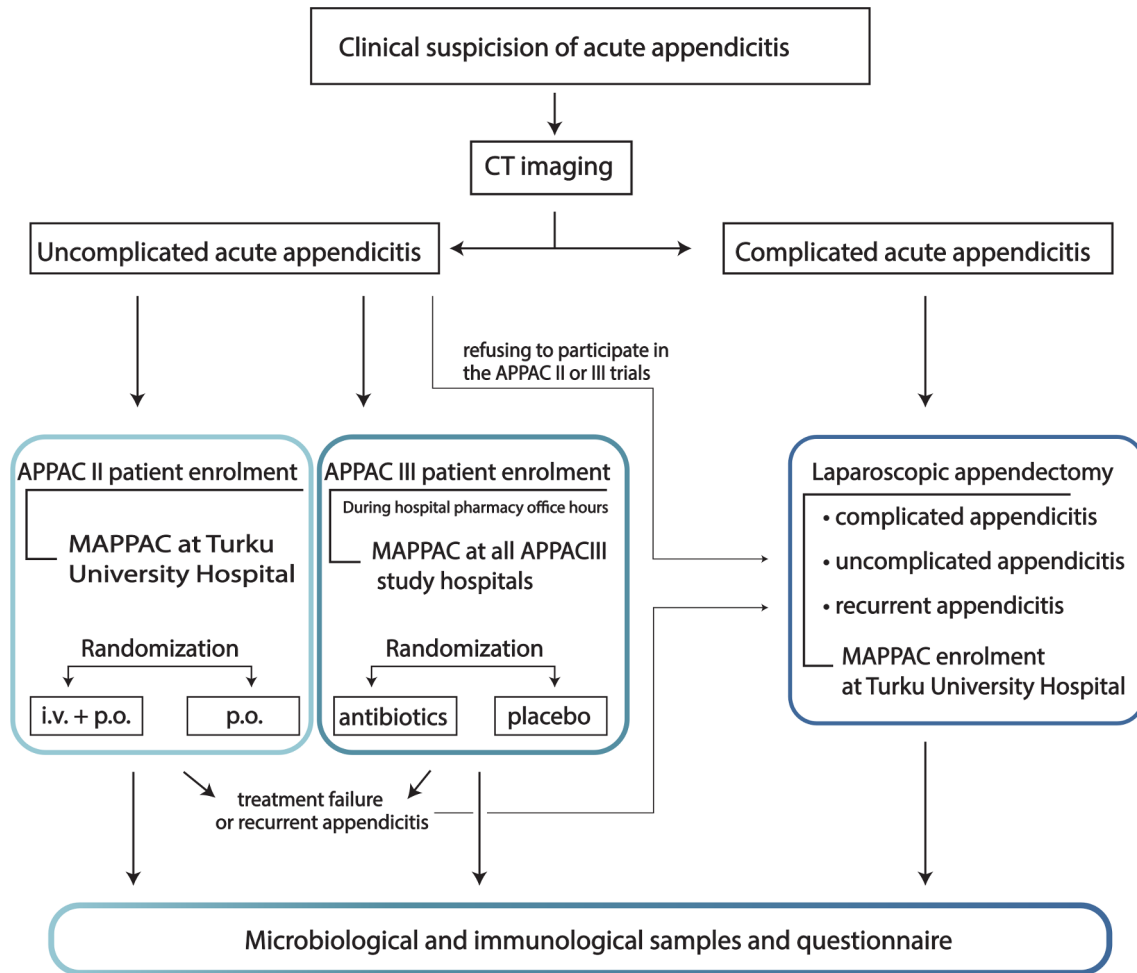 Clinical suspicision of acute appendicitis
CT imaging
Uncomplicated acute appendicitis
Complicated acute appendicitis
refusing to participate in
the APPAC II or III trials
APPAC II patient enrolment
MAPPAC at Turku
University Hospital
Randomization
i.v. + p.o.
p.o.
APPAC III patient enrolment
During hospital pharmacy office hours
MAPPAC at all APPACIII
study hospitals
Randomization
antibiotics
placebo
Laparoscopic appendectomy
• complicated appendicitis
• uncomplicated appendicitis
• recurrent appendicitis
MAPPAC enrolment
at Turku University Hospital
treatment failure
or recurrent appendicitis
Microbiological and immunological samples and questionnaire